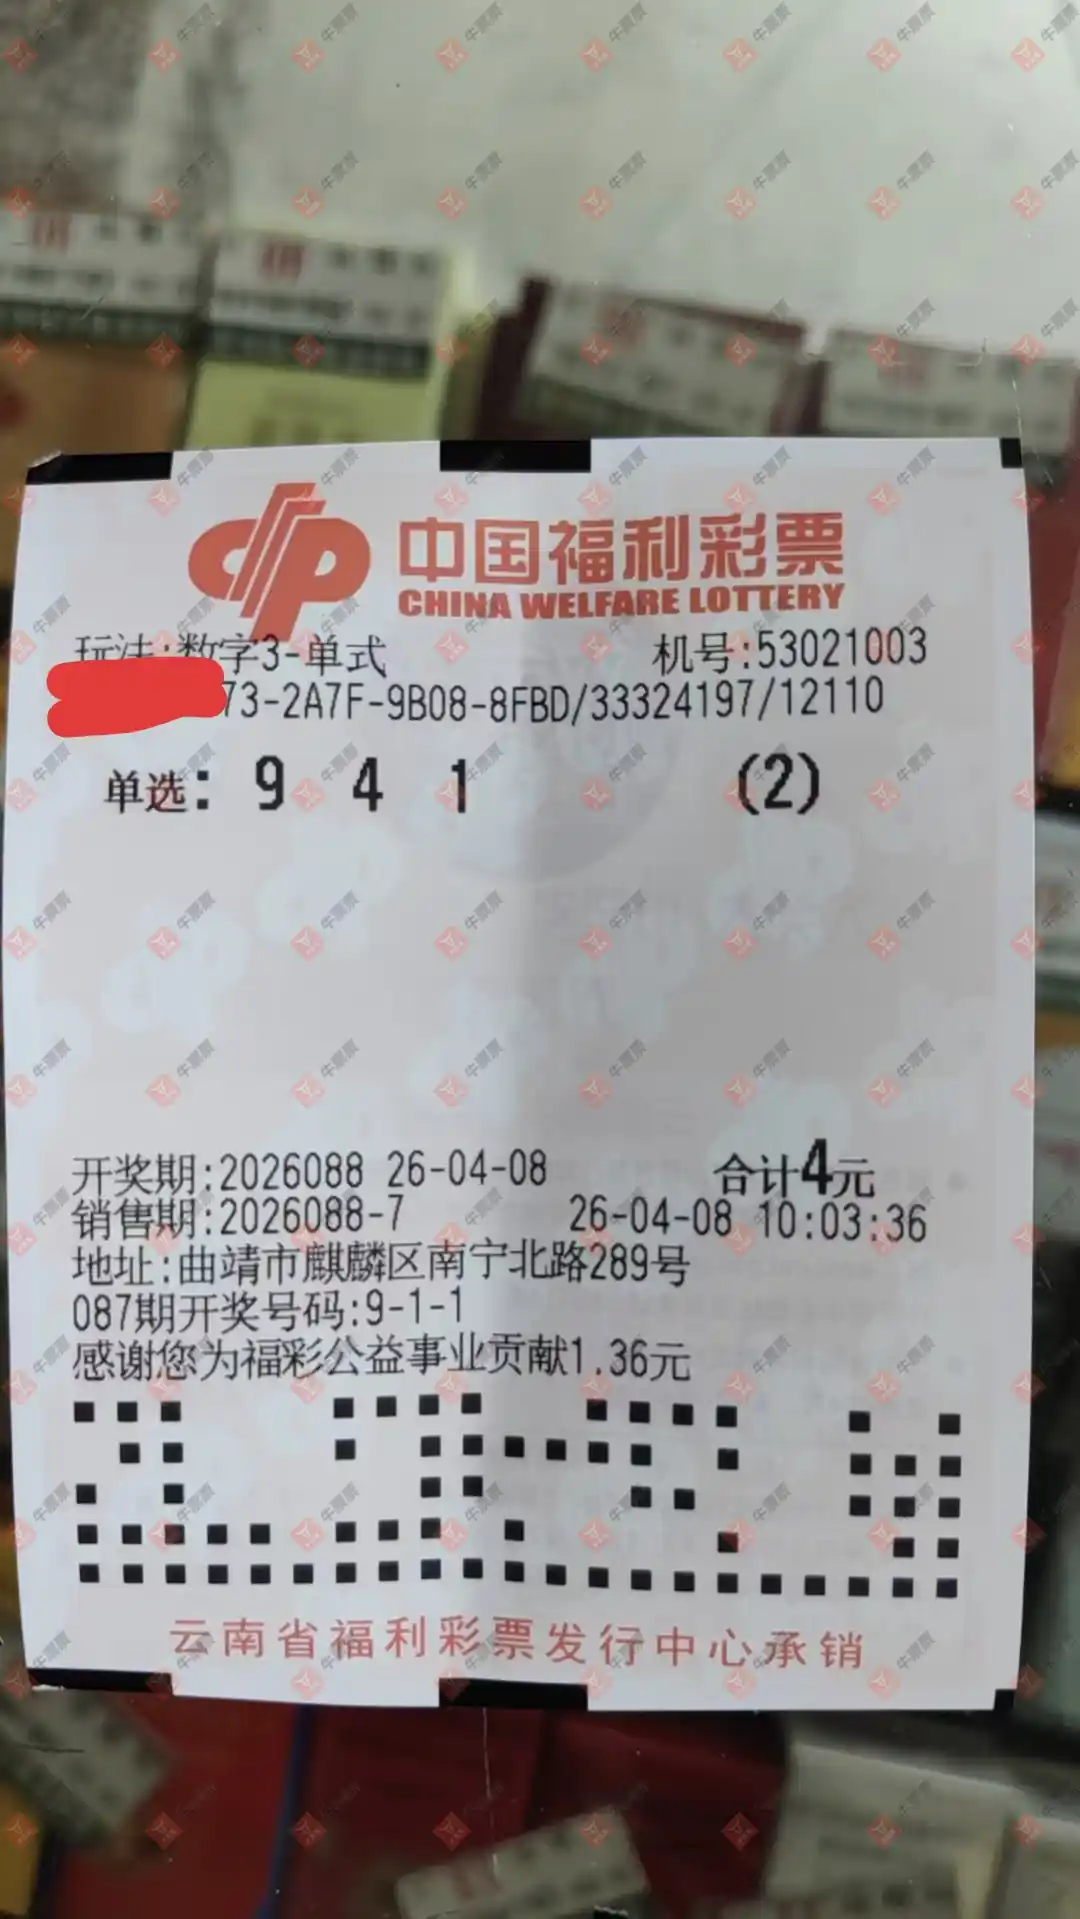 中国福利彩票
CHINA WELFARE LOTTERY
玩法:数字3-单式 机号:53021003
73-2A7F-9B08-8FBD/33324197/12110
单选: 9 4 1 (2)
开奖期:2026088 26-04-08 合计4元
销售期:2026088-7 26-04-08 10:03:36
地址:曲靖市麒麟区南宁北路289号
087期开奖号码:9-1-1
感谢您为福彩公益事业贡献1.36元
云南省福利彩票发行中心承销
牛票票